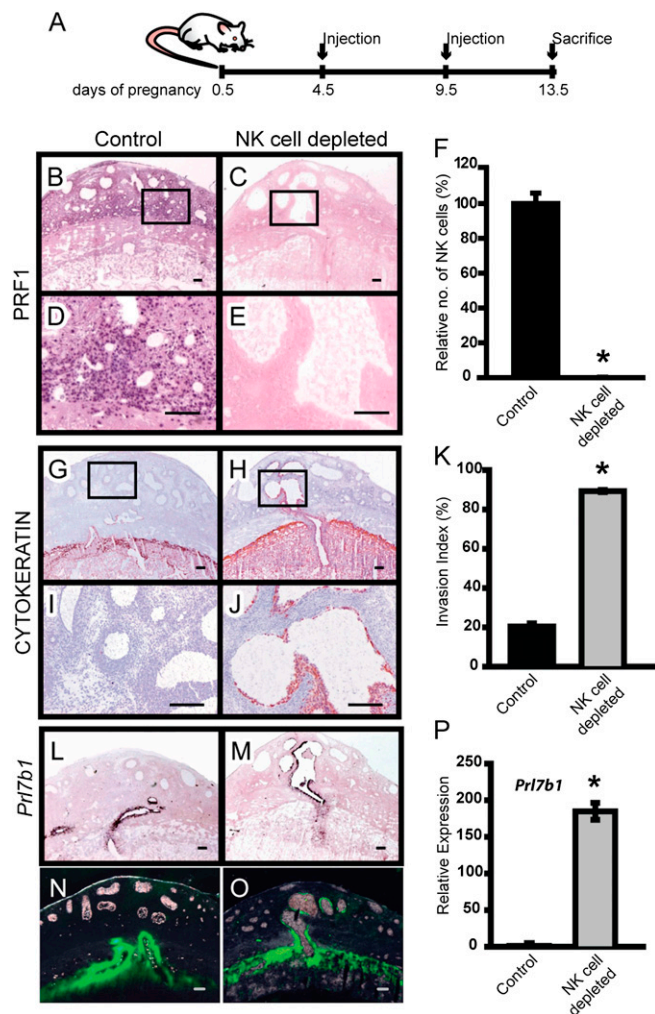 A
Injection
Injection
Sacrifice
days of pregnancy
0.5
4.5
9.5
13.5
Control
NK cell depleted
PRF1
B
C
D
E
F
Relative no. of NK cells (%)
120
100
80
60
40
20
0
*
Control
NK cell
depleted
CYTOKERATIN
G
H
I
J
K
Invasion Index (%)
100
80
60
40
20
0
*
Control
NK cell
depleted
Prl7b1
L
M
N
O
P
Relative Expression
250
200
150
100
50
0
Prl7b1
*
Control
NK cell
depleted